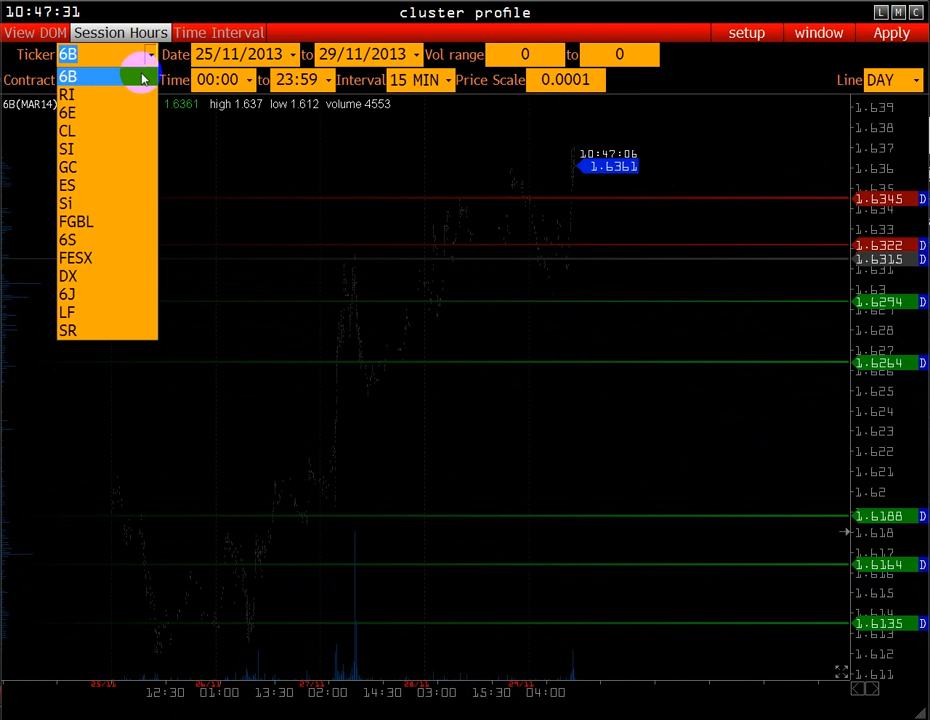 10:47:31 cluster profile L M C
View DOM Session Hours Time Interval setup window Apply
Ticker 6B Date 25/11/2013 to 29/11/2013 Vol range 0 to 0
Contract Time 00:00 to 23:59 Interval 15 MIN Price Scale 0.0001 Line DAY
6B
RI
6E
CL
SI
GC
ES
Si
FGBL
6S
FESX
DX
6J
LF
SR
6B(MAR14) 1.6361 high 1.637 low 1.612 volume 4553
10:47:06
1.6361
1.639
1.638
1.637
1.636
1.635
1.6345 D
1.634
1.633
1.6322 D
1.6315 D
1.631
1.63
1.6294 D
1.629
1.628
1.627
1.6264 D
1.626
1.625
1.624
1.623
1.622
1.621
1.62
1.6188 D
1.618
1.617
1.6164 D
1.616
1.615
1.614
1.6135 D
1.613
1.612
1.611
25/11 26/11 27/11 28/11 29/11
12:30 01:00 13:30 02:00 14:30 03:00 15:30 04:00